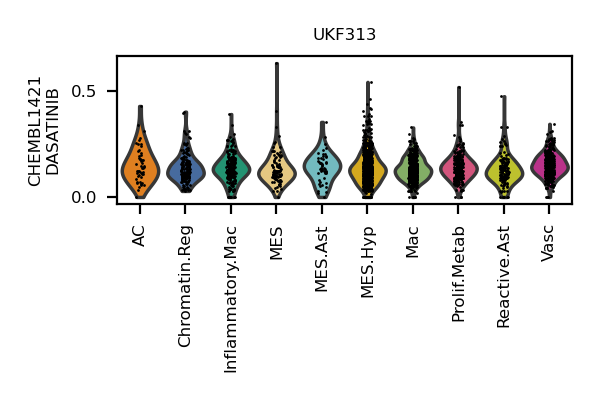 UKF313
CHEMBL1421
DASATINIB
0.5
0.0
AC
Chromatin.Reg
Inflammatory.Mac
MES
MES.Ast
MES.Hyp
Mac
Prolif.Metab
Reactive.Ast
Vasc